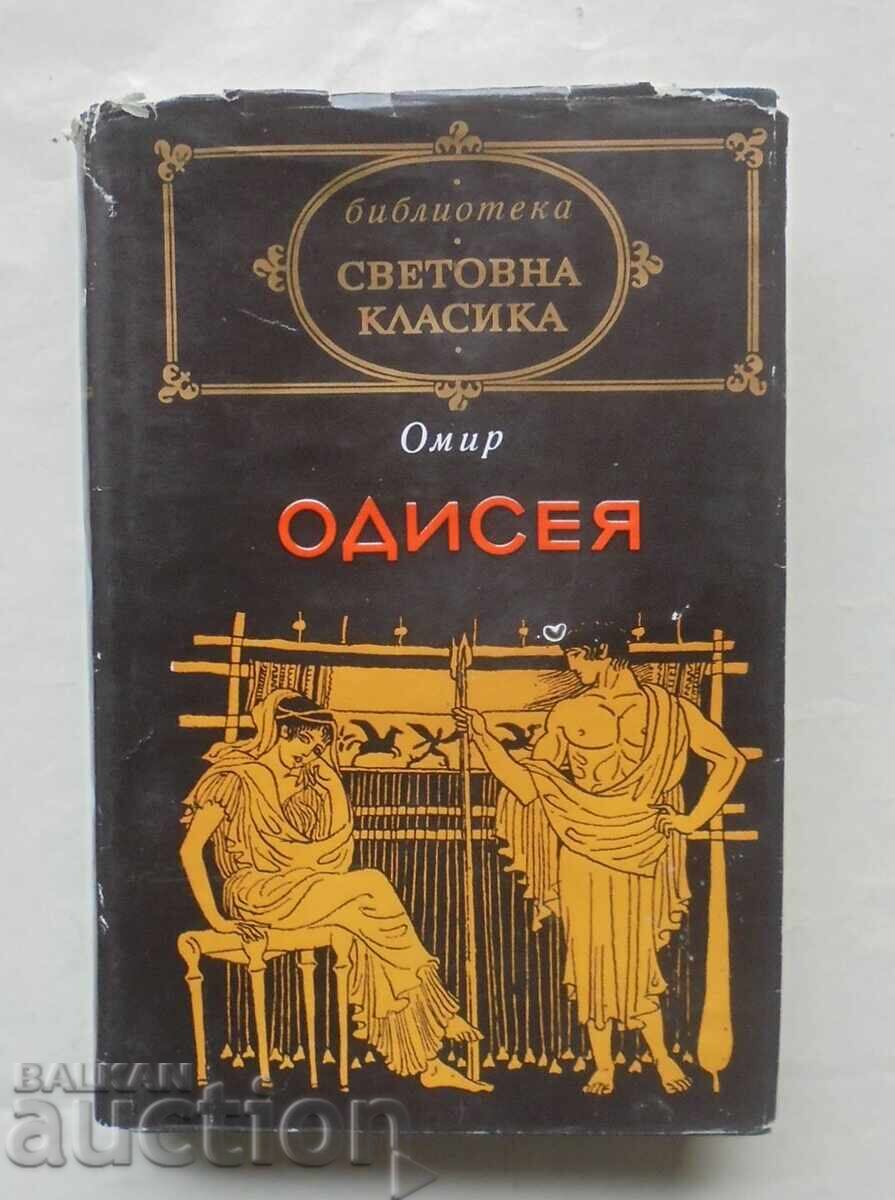 библиотека
СВЕТОВНА
КЛАСИКА
Омир
ОДИСЕЯ
BALKAN
auction